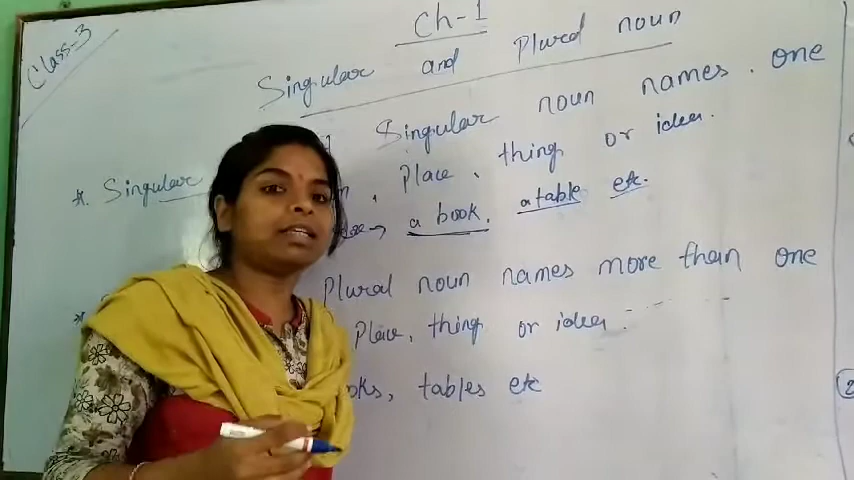 Class-3
Ch-1
Singular and Plural noun
*. Singular Singular noun names. one
Place, thing or idea.
→ a book. a table etc.
Plural noun names more than one
Place, thing or idea.
tables etc
2